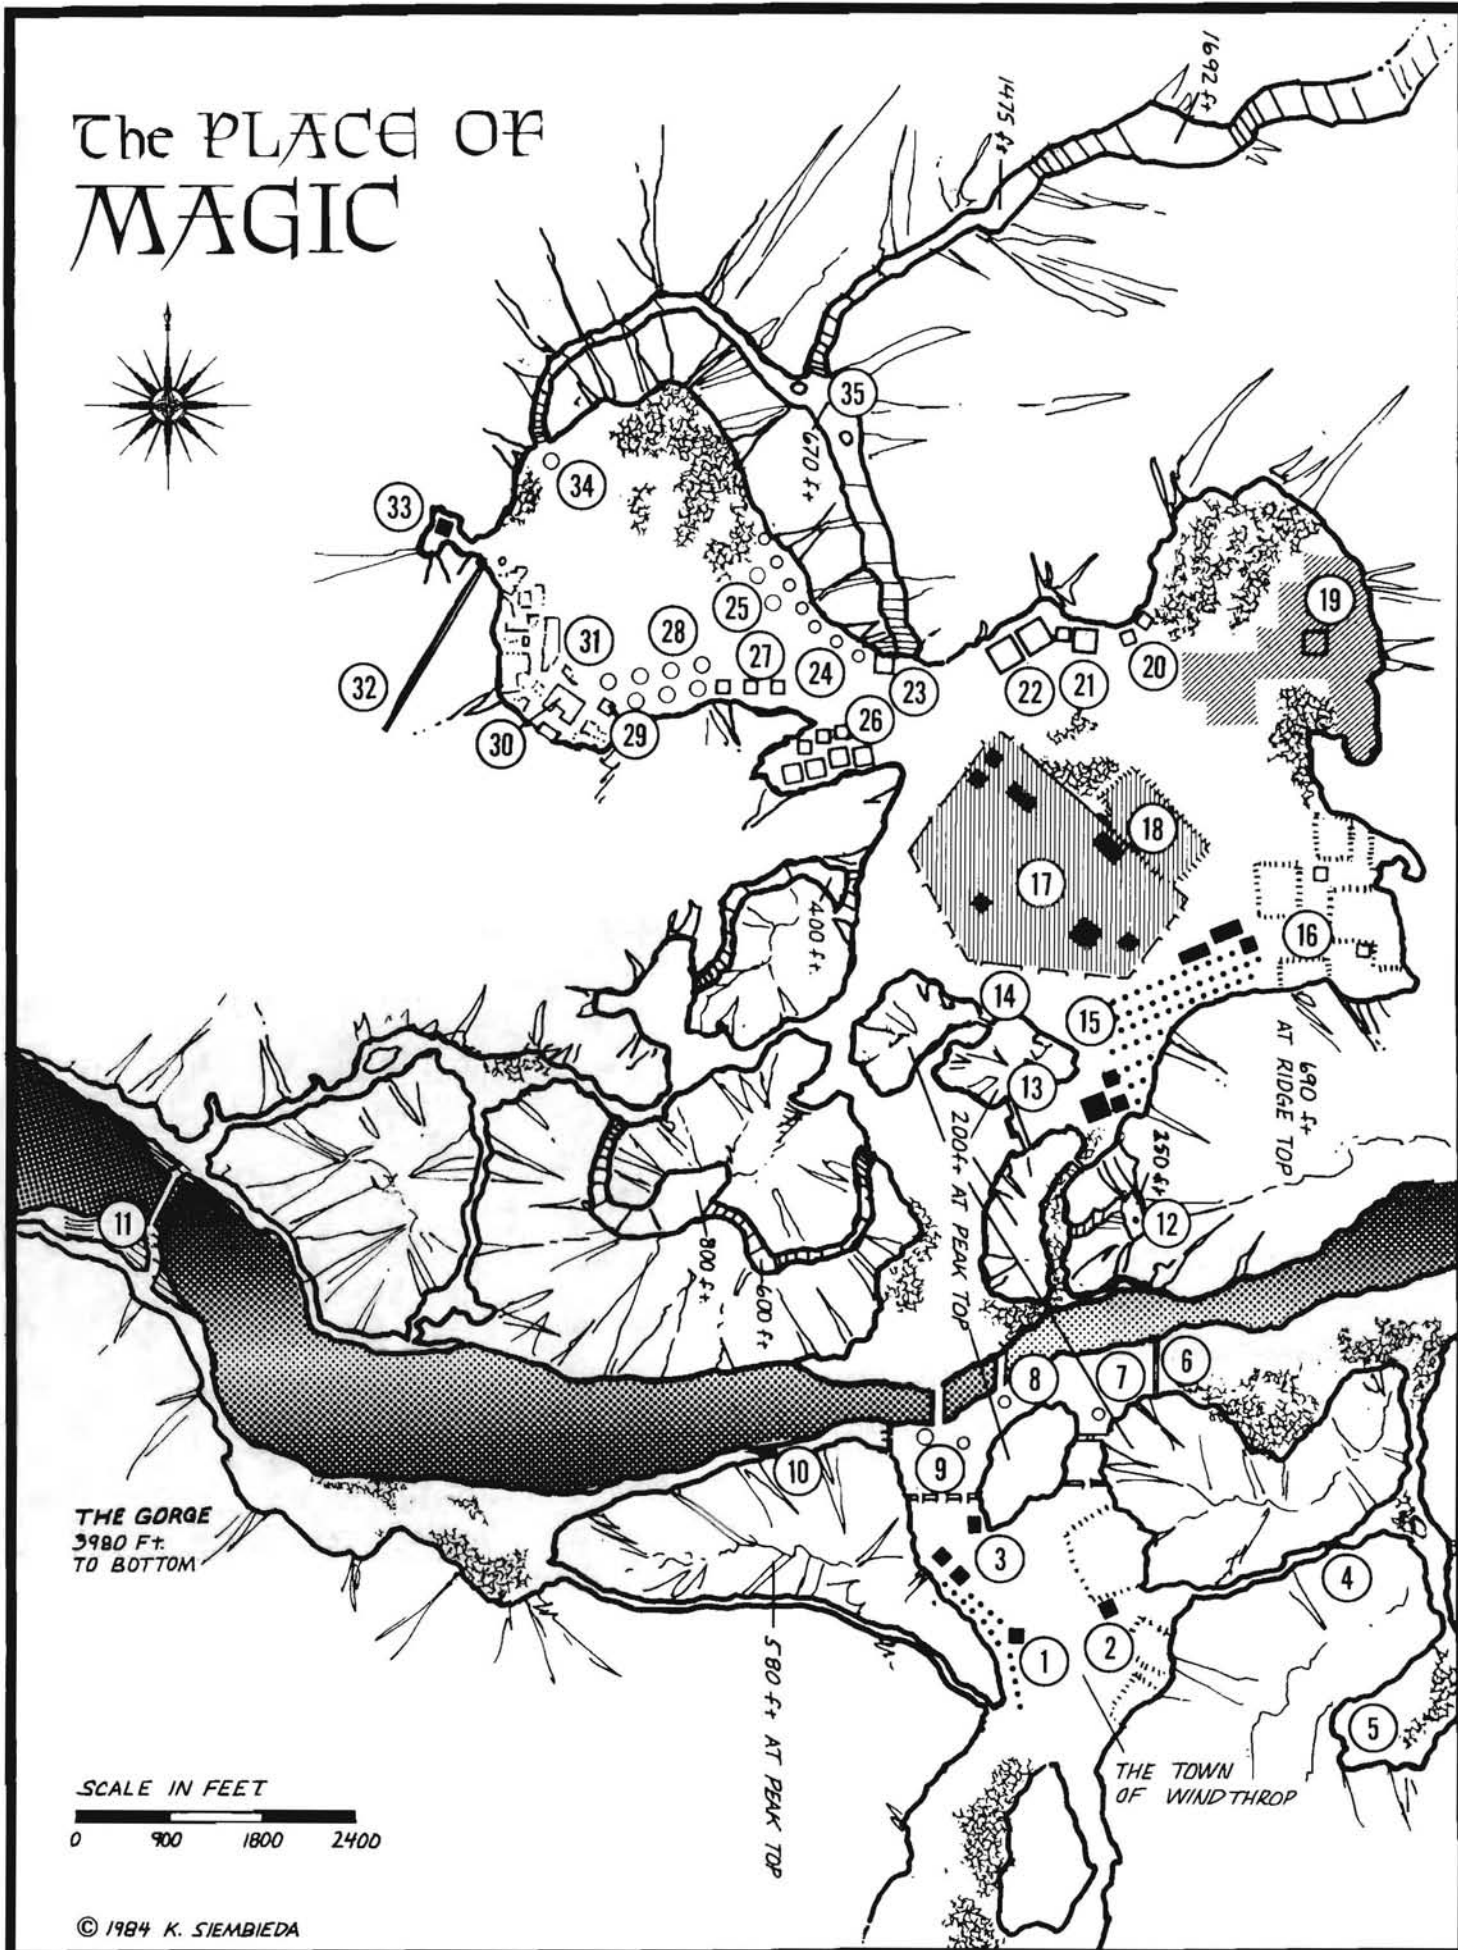 The PLACE OF
MAGIC
1692 ft
1475 ft
35
670 ft
34
33
19
25
28
31
27
24
20
32
23
22
21
26
29
30
18
17
400 ft.
16
14
15
690 ft
AT RIDGE TOP
13
200ft AT PEAK TOP
250 ft
12
11
800 ft
600 ft
8
7
6
9
10
THE GORGE
3980 Ft.
TO BOTTOM
3
4
1
2
580 ft AT PEAK TOP
5
THE TOWN
OF WINDTHROP
SCALE IN FEET
0 900 1800 2400
© 1984 K. SIEMBIEDA